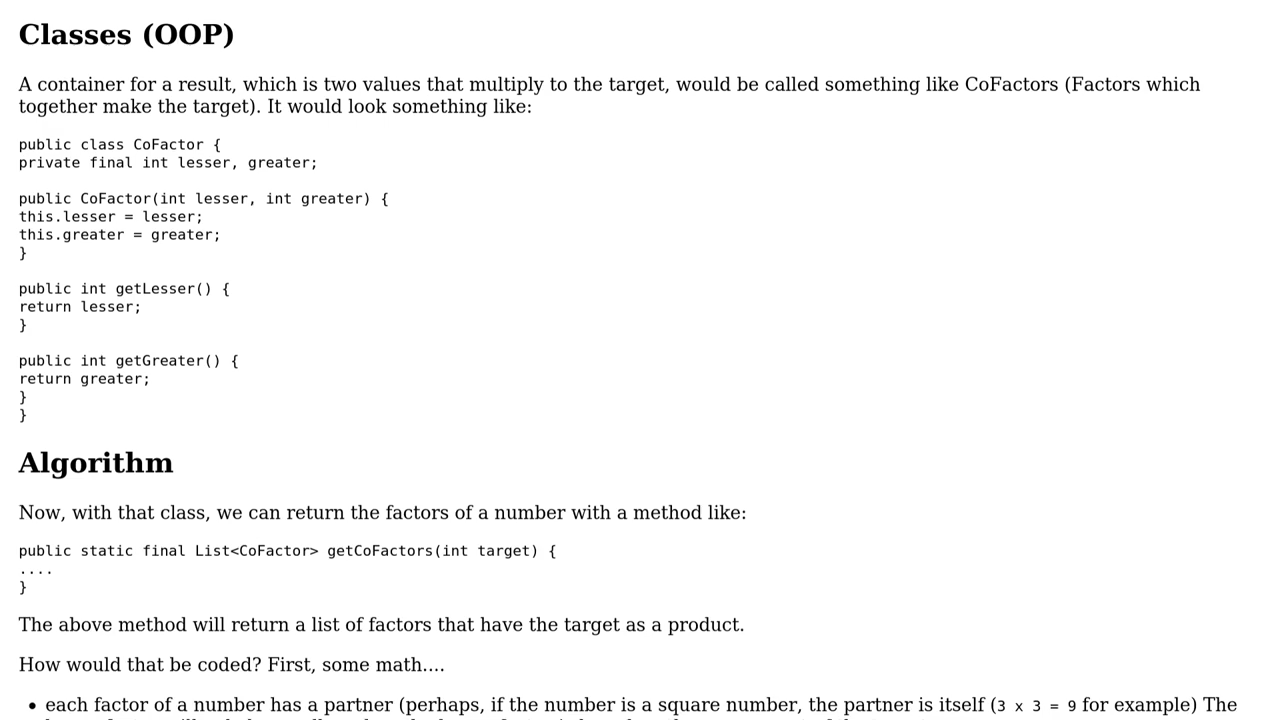 Classes (OOP)
A container for a result, which is two values that multiply to the target, would be called something like CoFactors (Factors which
together make the target). It would look something like:
public class CoFactor {
private final int lesser, greater;
public CoFactor(int lesser, int greater) {
this.lesser = lesser;
this.greater = greater;
}
public int getLesser() {
return lesser;
}
public int getGreater() {
return greater;
}
}
Algorithm
Now, with that class, we can return the factors of a number with a method like:
public static final List<CoFactor> getCoFactors(int target) {
....
}
The above method will return a list of factors that have the target as a product.
How would that be coded? First, some math....
• each factor of a number has a partner (perhaps, if the number is a square number, the partner is itself (3 x 3 = 9 for example) The